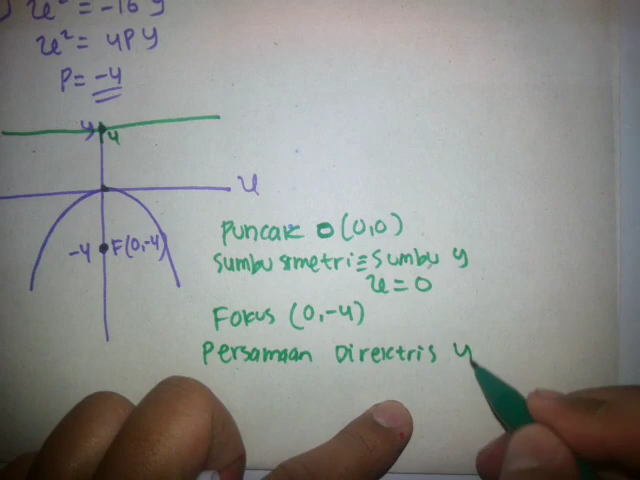 x² = -16 y
x² = 4P y
P = -4
y
4
x
-4
F(0,-4)
Puncak O (0,0)
Sumbu simetri = Sumbu y
x = 0
Fokus (0,-4)
Persamaan Direktris y